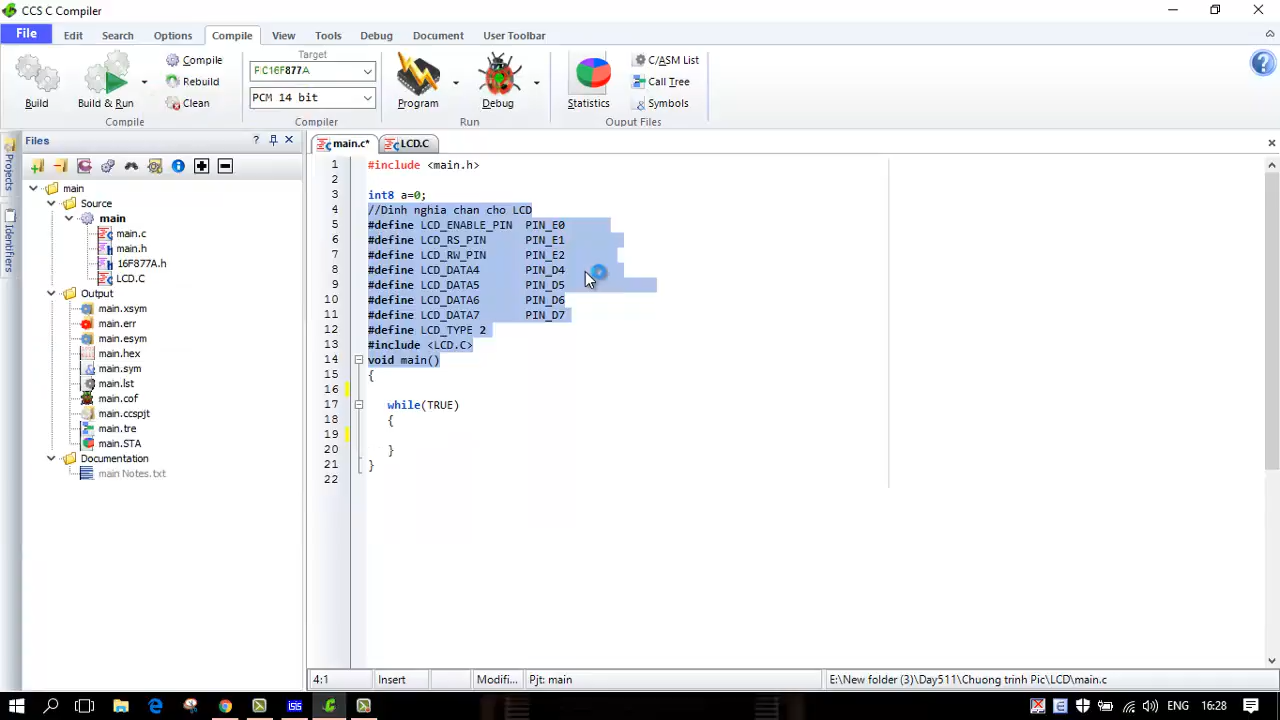 CCS C Compiler
File Edit Search Options Compile View Tools Debug Document User Toolbar
Compile Target C/ASM List
PIC16F877A
Rebuild Call Tree
PCM 14 bit
Build Build & Run Clean Program Debug Statistics Symbols
Compile Compiler Run Ouput Files
Files
main.c* LCD.C
Projects
Identifiers
main
Source
main
main.c
main.h
16F877A.h
LCD.C
Output
main.xsym
main.err
main.esym
main.hex
main.sym
main.lst
main.cof
main.ccspjt
main.tre
main.STA
Documentation
main Notes.txt
1 #include <main.h>
2
3 int8 a=0;
4 //Dinh nghia chan cho LCD
5 #define LCD_ENABLE_PIN PIN_E0
6 #define LCD_RS_PIN PIN_E1
7 #define LCD_RW_PIN PIN_E2
8 #define LCD_DATA4 PIN_D4
9 #define LCD_DATA5 PIN_D5
10 #define LCD_DATA6 PIN_D6
11 #define LCD_DATA7 PIN_D7
12 #define LCD_TYPE 2
13 #include <LCD.C>
14 void main()
15 {
16
17 while(TRUE)
18 {
19
20 }
21 }
22
4:1 Insert Modifi... Pjt: main E:\New folder (3)\Day511\Chuong trinh Pic\LCD\main.c
ENG 16:28